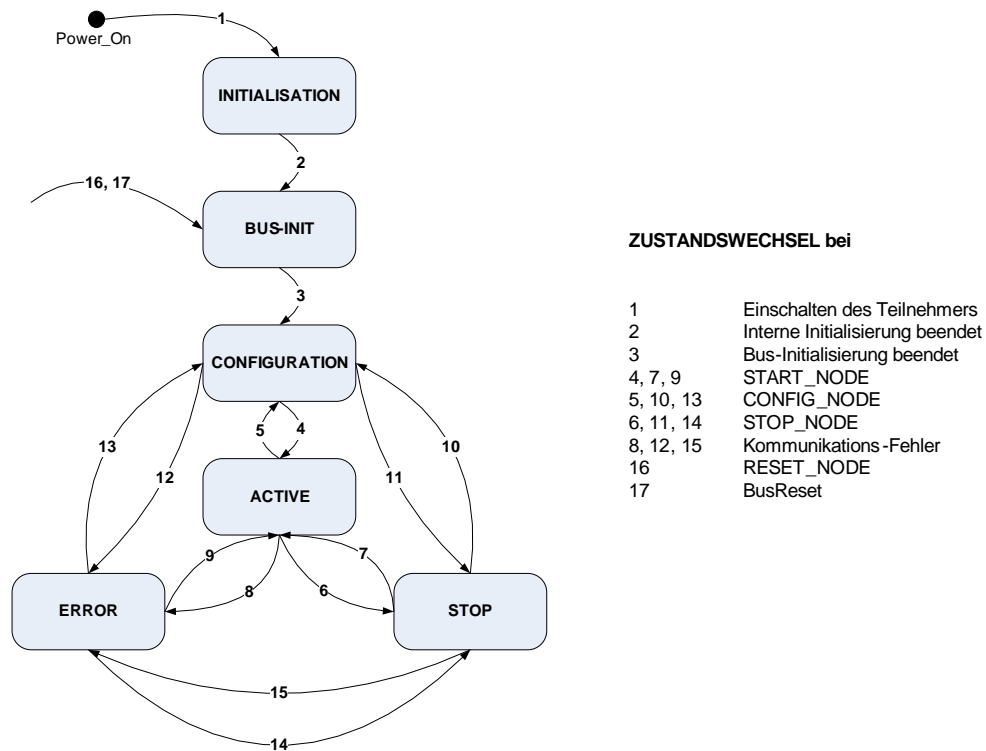 1
Power_On
INITIALISATION
2
16, 17
BUS-INIT
3
CONFIGURATION
13
12
5
4
11
10
ACTIVE
9
8
6
7
ERROR
STOP
15
14
ZUSTANDSWECHSEL bei
1 Einschalten des Teilnehmers
2 Interne Initialisierung beendet
3 Bus-Initialisierung beendet
4, 7, 9 START_NODE
5, 10, 13 CONFIG_NODE
6, 11, 14 STOP_NODE
8, 12, 15 Kommunikations-Fehler
16 RESET_NODE
17 BusReset